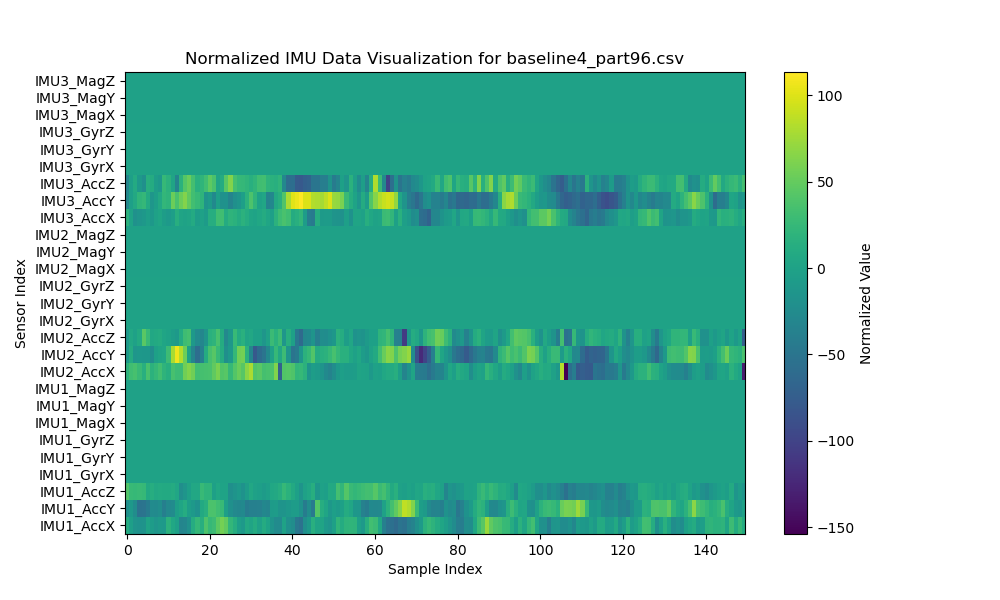 Normalized IMU Data Visualization for baseline4_part96.csv
IMU3_MagZ
IMU3_MagY
IMU3_MagX
IMU3_GyrZ
IMU3_GyrY
IMU3_GyrX
IMU3_AccZ
IMU3_AccY
IMU3_AccX
IMU2_MagZ
IMU2_MagY
IMU2_MagX
IMU2_GyrZ
IMU2_GyrY
IMU2_GyrX
IMU2_AccZ
IMU2_AccY
IMU2_AccX
IMU1_MagZ
IMU1_MagY
IMU1_MagX
IMU1_GyrZ
IMU1_GyrY
IMU1_GyrX
IMU1_AccZ
IMU1_AccY
IMU1_AccX
Sensor Index
0 20 40 60 80 100 120 140
Sample Index
100
50
0
−50
−100
−150
Normalized Value